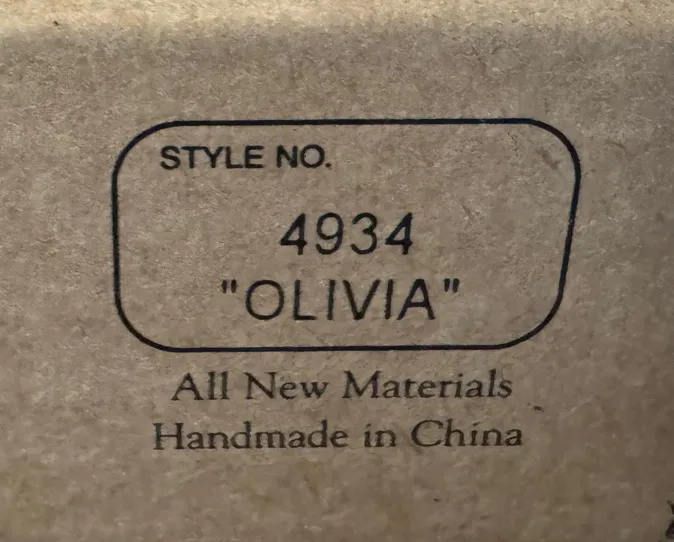 STYLE NO.
4934
"OLIVIA"
All New Materials
Handmade in China